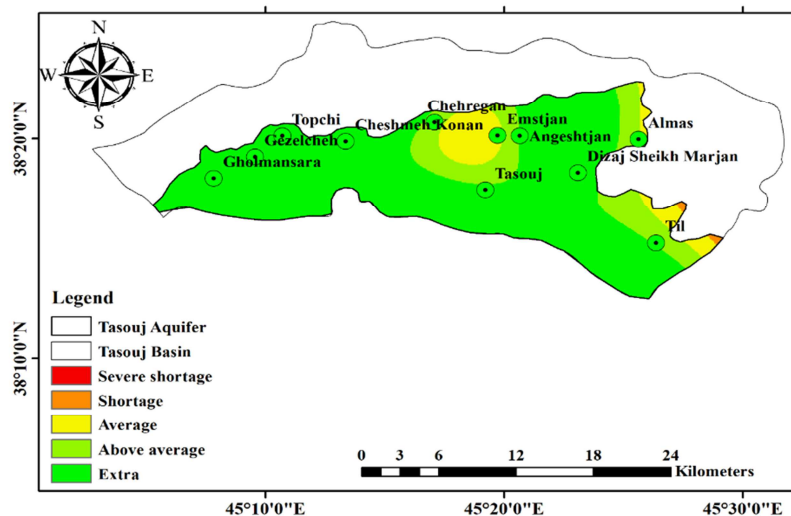 N
W E
S
38°20'0"N
38°10'0"N
Chehregan
Topchi
Cheshmeh Konan
Emstjan
Almas
Gezelcheh
Angeshtjan
Gholmansara
Dizaj Sheikh Marjan
Tasouj
Til
Legend
Tasouj Aquifer
Tasouj Basin
Severe shortage
Shortage
Average
Above average
Extra
0 3 6 12 18 24
Kilometers
45°10'0"E 45°20'0"E 45°30'0"E